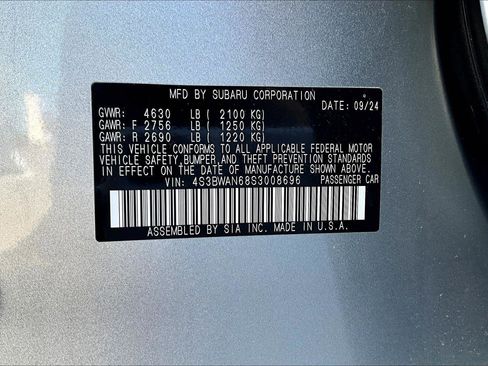 MFD BY SUBARU CORPORATION
GVWR: 4630 LB ( 2100 KG) DATE: 09/24
GAWR: F 2756 LB ( 1250 KG)
GAWR: R 2690 LB ( 1220 KG)
THIS VEHICLE CONFORMS TO ALL APPLICABLE FEDERAL MOTOR
VEHICLE SAFETY, BUMPER, AND THEFT PREVENTION STANDARDS
IN EFFECT ON THE DATE OF MANUFACTURE SHOWN ABOVE.
VIN: 4S3BWAN68S3008696 PASSENGER CAR
ASSEMBLED BY SIA INC. MADE IN U.S.A.